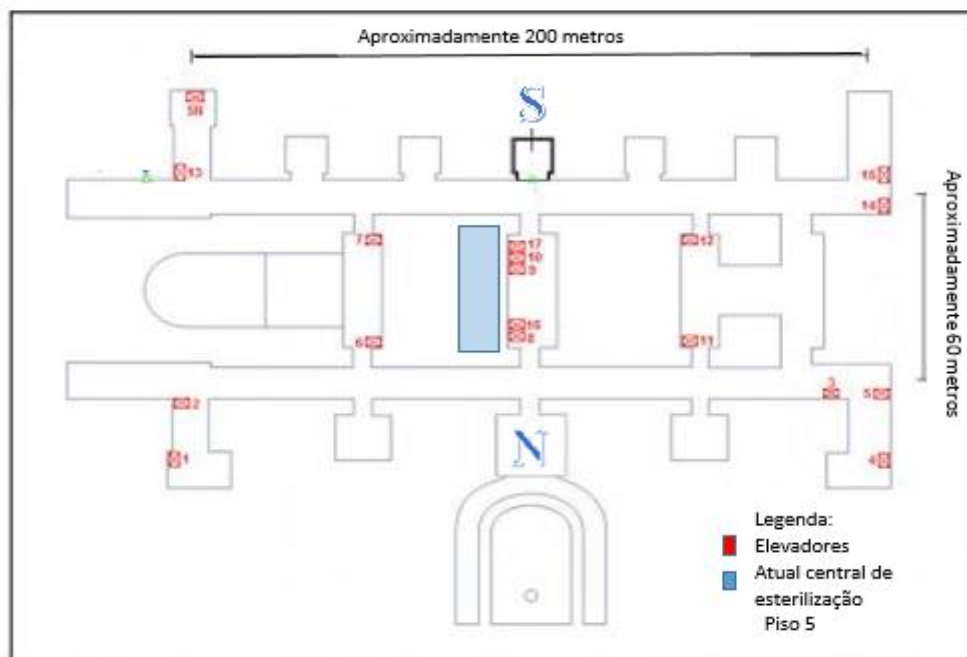 Aproximadamente 200 metros
S
13
15
14
Aproximadamente 60 metros
7
17
10
9
12
16
8
6
11
3
5
2
N
1
4
Legenda:
Elevadores
Atual central de
esterilização
Piso 5